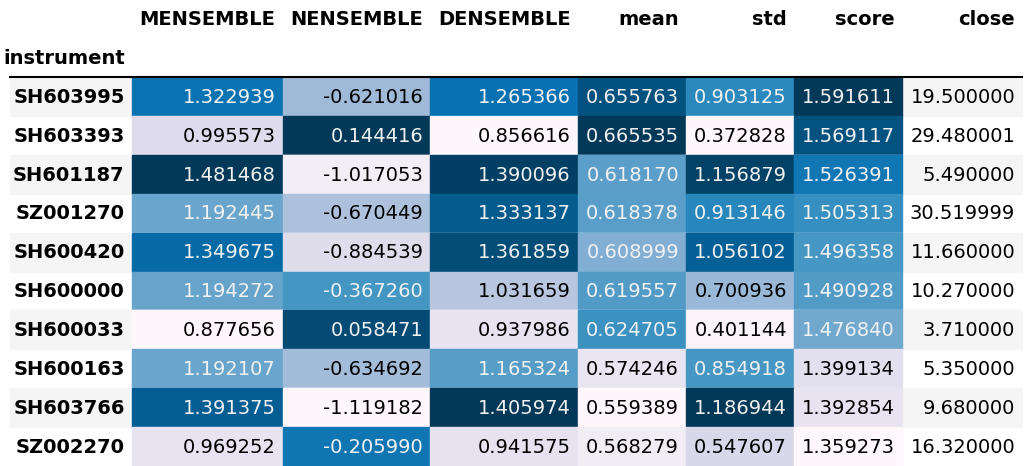 MENSEMBLE NENSEMBLE DENSEMBLE mean std score close
instrument
SH603995 1.322939 -0.621016 1.265366 0.655763 0.903125 1.591611 19.500000
SH603393 0.995573 0.144416 0.856616 0.665535 0.372828 1.569117 29.480001
SH601187 1.481468 -1.017053 1.390096 0.618170 1.156879 1.526391 5.490000
SZ001270 1.192445 -0.670449 1.333137 0.618378 0.913146 1.505313 30.519999
SH600420 1.349675 -0.884539 1.361859 0.608999 1.056102 1.496358 11.660000
SH600000 1.194272 -0.367260 1.031659 0.619557 0.700936 1.490928 10.270000
SH600033 0.877656 0.058471 0.937986 0.624705 0.401144 1.476840 3.710000
SH600163 1.192107 -0.634692 1.165324 0.574246 0.854918 1.399134 5.350000
SH603766 1.391375 -1.119182 1.405974 0.559389 1.186944 1.392854 9.680000
SZ002270 0.969252 -0.205990 0.941575 0.568279 0.547607 1.359273 16.320000